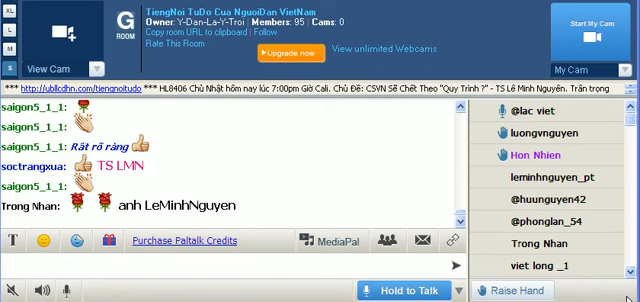 XL
L
M
S
View Cam
G
ROOM
TiengNoi TuDo Cua NguoiDan VietNam
Owner: Y-Dan-La-Y-Troi | Members: 95 | Cams: 0
Copy room URL to clipboard | Follow
Rate This Room
Upgrade now
View unlimited Webcams
Start My Cam
My Cam
*** http://ubllcdhn.com/tiengnoitudo *** HL8406 Chủ Nhật hôm nay lúc 7:00pm Giờ Cali. Chủ Đề: CSVN Sẽ Chết Theo "Quy Trình ?" - TS Lê Minh Nguyên. Trân trọng
saigon5_1_1:
saigon5_1_1:
saigon5_1_1: Rất rõ ràng
soctrangxua: TS LMN
saigon5_1_1:
Trong Nhan: anh LeMinhNguyen
@lac viet
luongvnguyen
Hon Nhien
leminhnguyen_pt
@huunguyen42
@phonglan_54
Trong Nhan
viet long _1
T
Purchase Paltalk Credits
MediaPal
Hold to Talk
Raise Hand